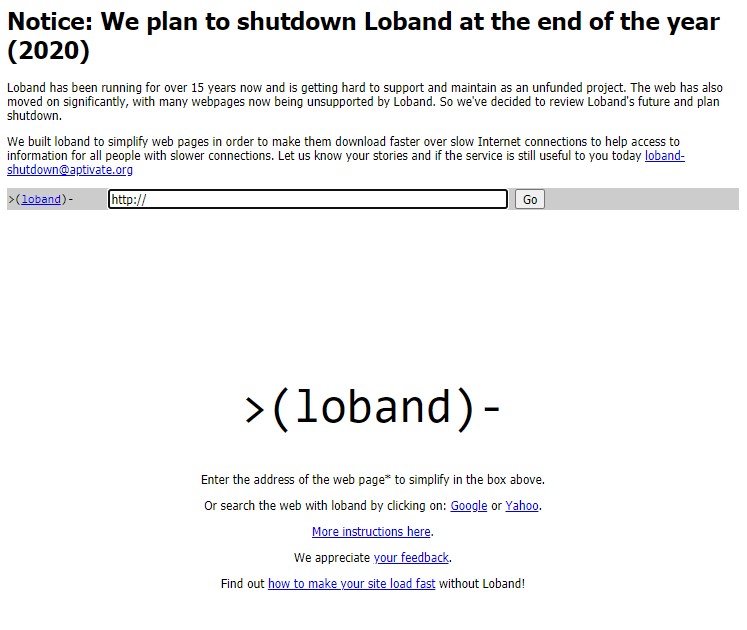 Notice: We plan to shutdown Loband at the end of the year
(2020)
Loband has been running for over 15 years now and is getting hard to support and maintain as an unfunded project. The web has also
moved on significantly, with many webpages now being unsupported by Loband. So we've decided to review Loband's future and plan
shutdown.
We built loband to simplify web pages in order to make them download faster over slow Internet connections to help access to
information for all people with slower connections. Let us know your stories and if the service is still useful to you today loband-
shutdown@aptivate.org
>(loband)- http:// Go
>(loband)-
Enter the address of the web page* to simplify in the box above.
Or search the web with loband by clicking on: Google or Yahoo.
More instructions here.
We appreciate your feedback.
Find out how to make your site load fast without Loband!